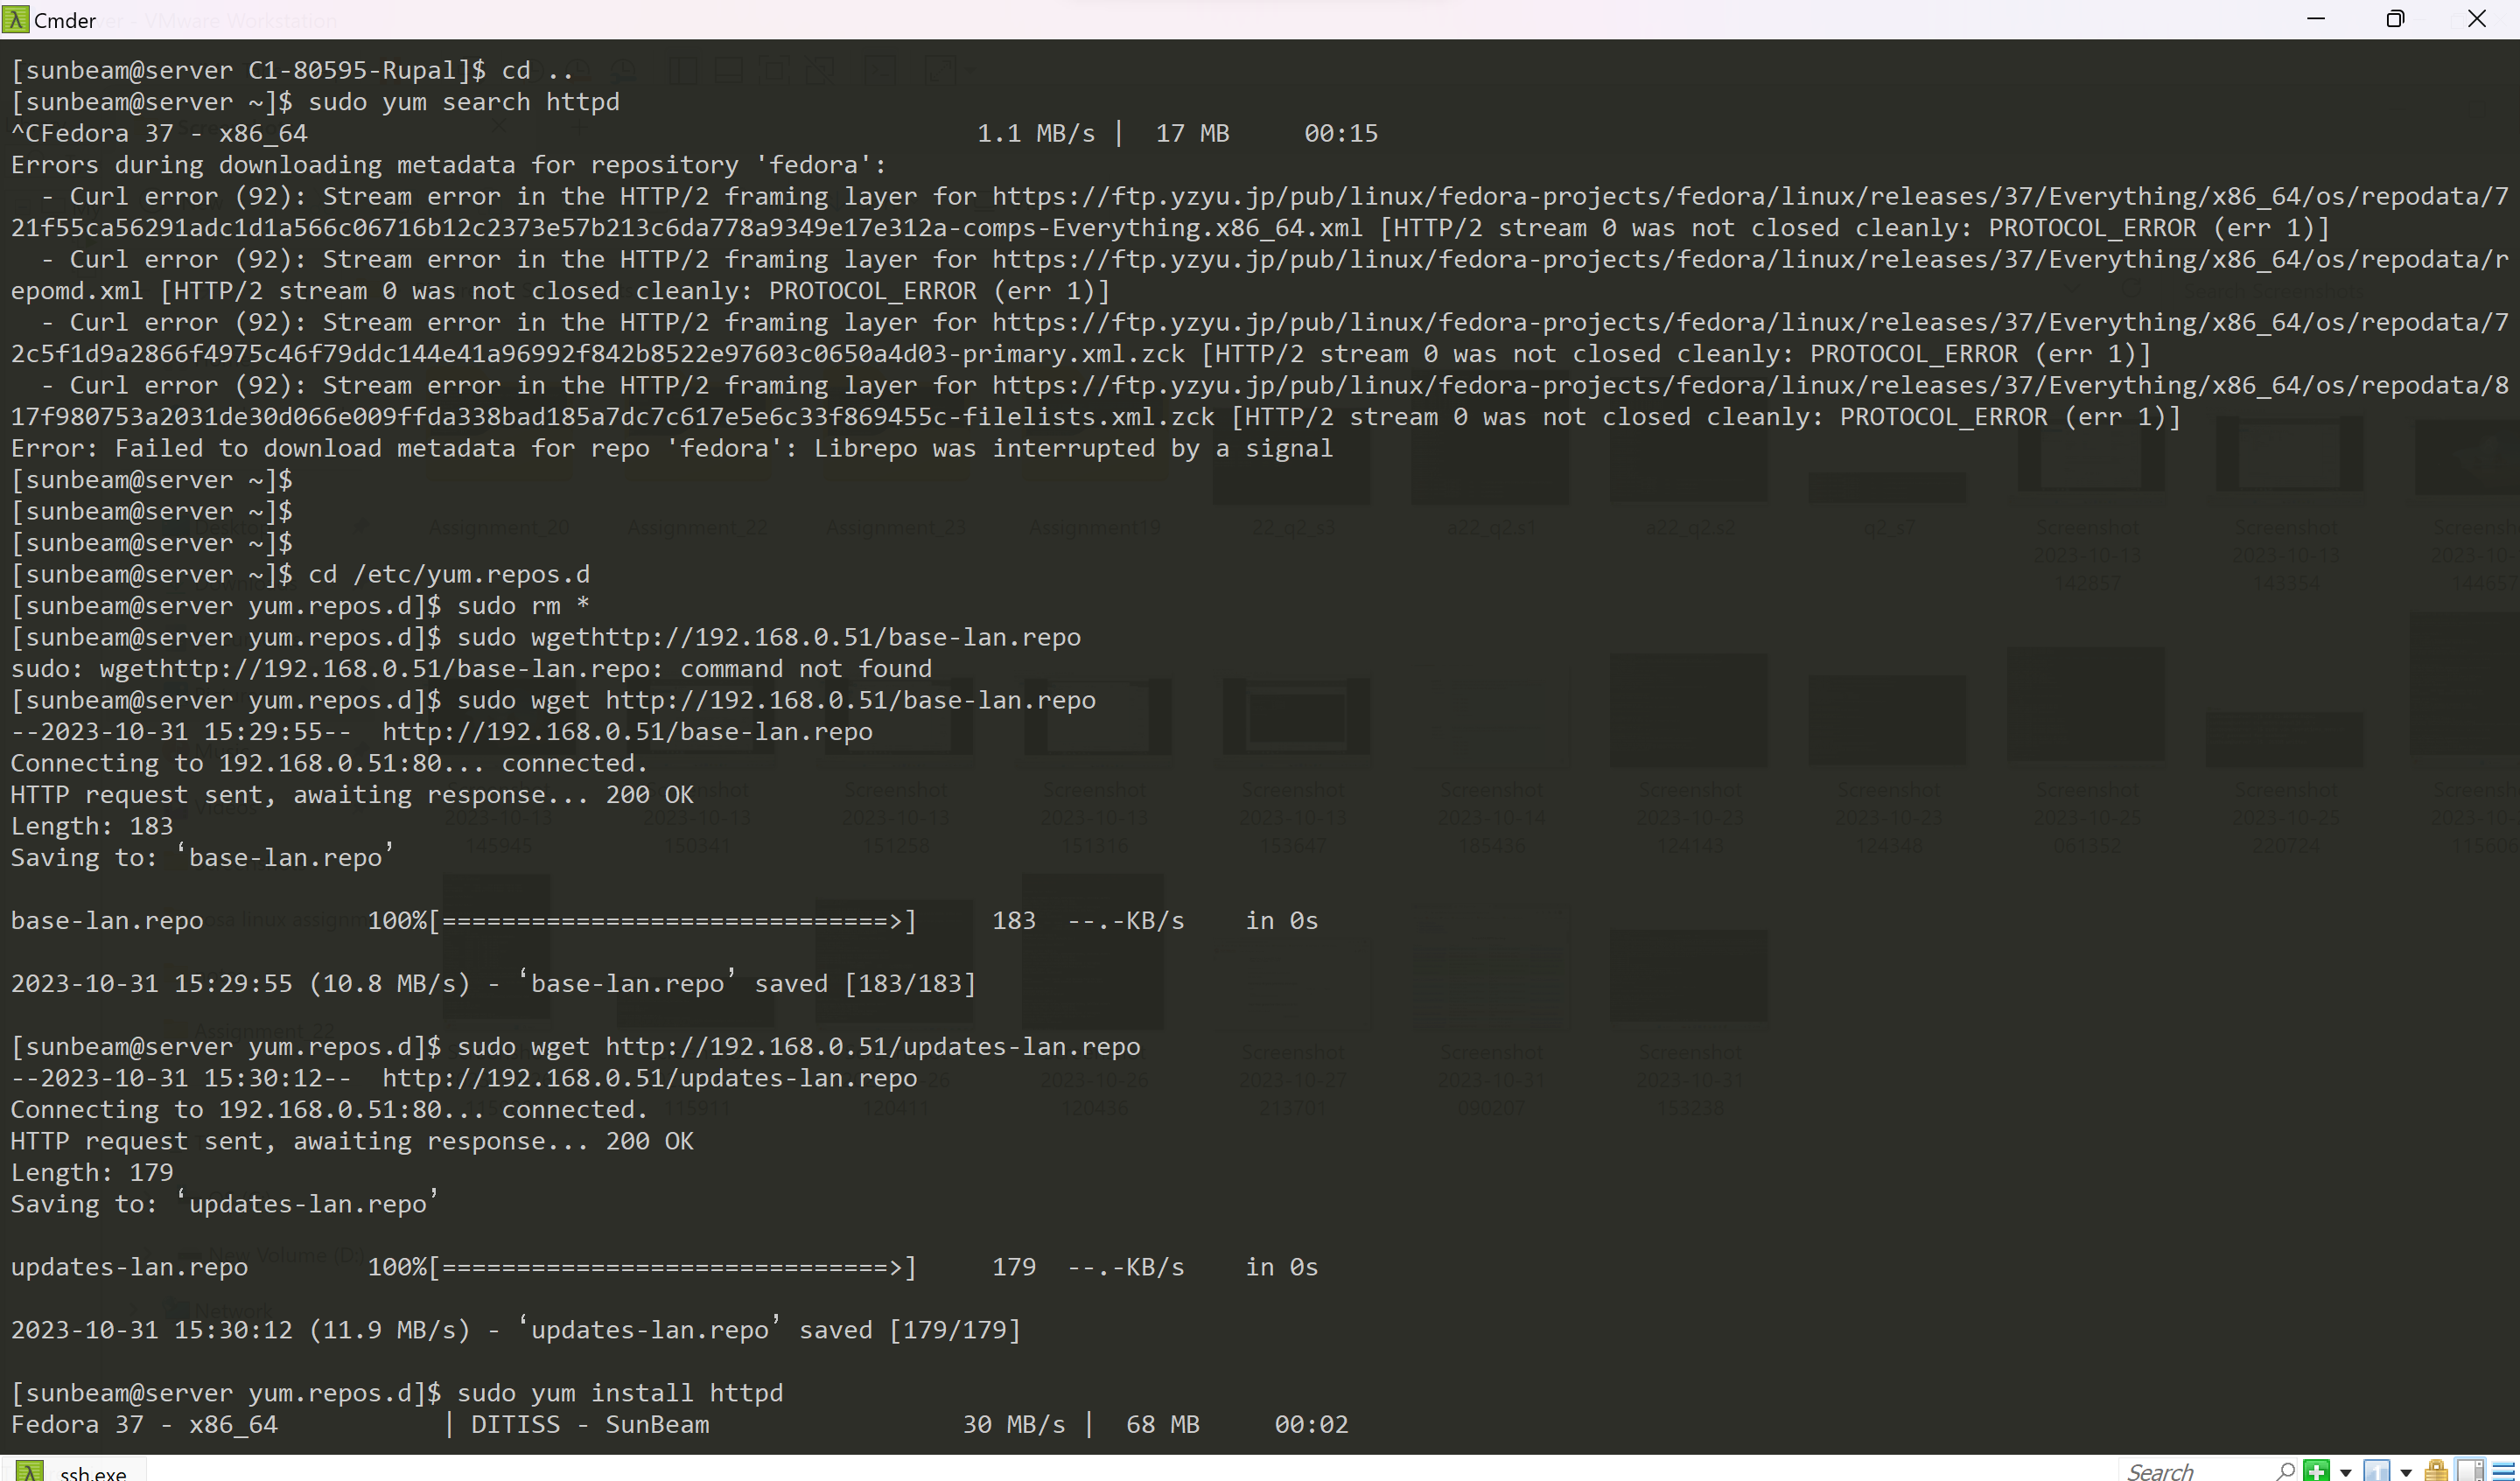 Cmder
[sunbeam@server C1-80595-Rupal]$ cd ..
[sunbeam@server ~]$ sudo yum search httpd
^CFedora 37 - x86_64                                             1.1 MB/s |  17 MB     00:15
Errors during downloading metadata for repository 'fedora':
  - Curl error (92): Stream error in the HTTP/2 framing layer for https://ftp.yzyu.jp/pub/linux/fedora-projects/fedora/linux/releases/37/Everything/x86_64/os/repodata/7
21f55ca56291adc1d1a566c06716b12c2373e57b213c6da778a9349e17e312a-comps-Everything.x86_64.xml [HTTP/2 stream 0 was not closed cleanly: PROTOCOL_ERROR (err 1)]
  - Curl error (92): Stream error in the HTTP/2 framing layer for https://ftp.yzyu.jp/pub/linux/fedora-projects/fedora/linux/releases/37/Everything/x86_64/os/repodata/r
epomd.xml [HTTP/2 stream 0 was not closed cleanly: PROTOCOL_ERROR (err 1)]
  - Curl error (92): Stream error in the HTTP/2 framing layer for https://ftp.yzyu.jp/pub/linux/fedora-projects/fedora/linux/releases/37/Everything/x86_64/os/repodata/7
2c5f1d9a2866f4975c46f79ddc144e41a96992f842b8522e97603c0650a4d03-primary.xml.zck [HTTP/2 stream 0 was not closed cleanly: PROTOCOL_ERROR (err 1)]
  - Curl error (92): Stream error in the HTTP/2 framing layer for https://ftp.yzyu.jp/pub/linux/fedora-projects/fedora/linux/releases/37/Everything/x86_64/os/repodata/8
17f980753a2031de30d066e009ffda338bad185a7dc7c617e5e6c33f869455c-filelists.xml.zck [HTTP/2 stream 0 was not closed cleanly: PROTOCOL_ERROR (err 1)]
Error: Failed to download metadata for repo 'fedora': Librepo was interrupted by a signal
[sunbeam@server ~]$
[sunbeam@server ~]$
[sunbeam@server ~]$
[sunbeam@server ~]$ cd /etc/yum.repos.d
[sunbeam@server yum.repos.d]$ sudo rm *
[sunbeam@server yum.repos.d]$ sudo wgethttp://192.168.0.51/base-lan.repo
sudo: wgethttp://192.168.0.51/base-lan.repo: command not found
[sunbeam@server yum.repos.d]$ sudo wget http://192.168.0.51/base-lan.repo
--2023-10-31 15:29:55--  http://192.168.0.51/base-lan.repo
Connecting to 192.168.0.51:80... connected.
HTTP request sent, awaiting response... 200 OK
Length: 183
Saving to: ‘base-lan.repo’
base-lan.repo           100%[==============================>]     183  --.-KB/s    in 0s
2023-10-31 15:29:55 (10.8 MB/s) - ‘base-lan.repo’ saved [183/183]
[sunbeam@server yum.repos.d]$ sudo wget http://192.168.0.51/updates-lan.repo
--2023-10-31 15:30:12--  http://192.168.0.51/updates-lan.repo
Connecting to 192.168.0.51:80... connected.
HTTP request sent, awaiting response... 200 OK
Length: 179
Saving to: ‘updates-lan.repo’
updates-lan.repo        100%[==============================>]     179  --.-KB/s    in 0s
2023-10-31 15:30:12 (11.9 MB/s) - ‘updates-lan.repo’ saved [179/179]
[sunbeam@server yum.repos.d]$ sudo yum install httpd
Fedora 37 - x86_64           | DITISS - SunBeam                 30 MB/s |  68 MB     00:02
ssh.exe
Search